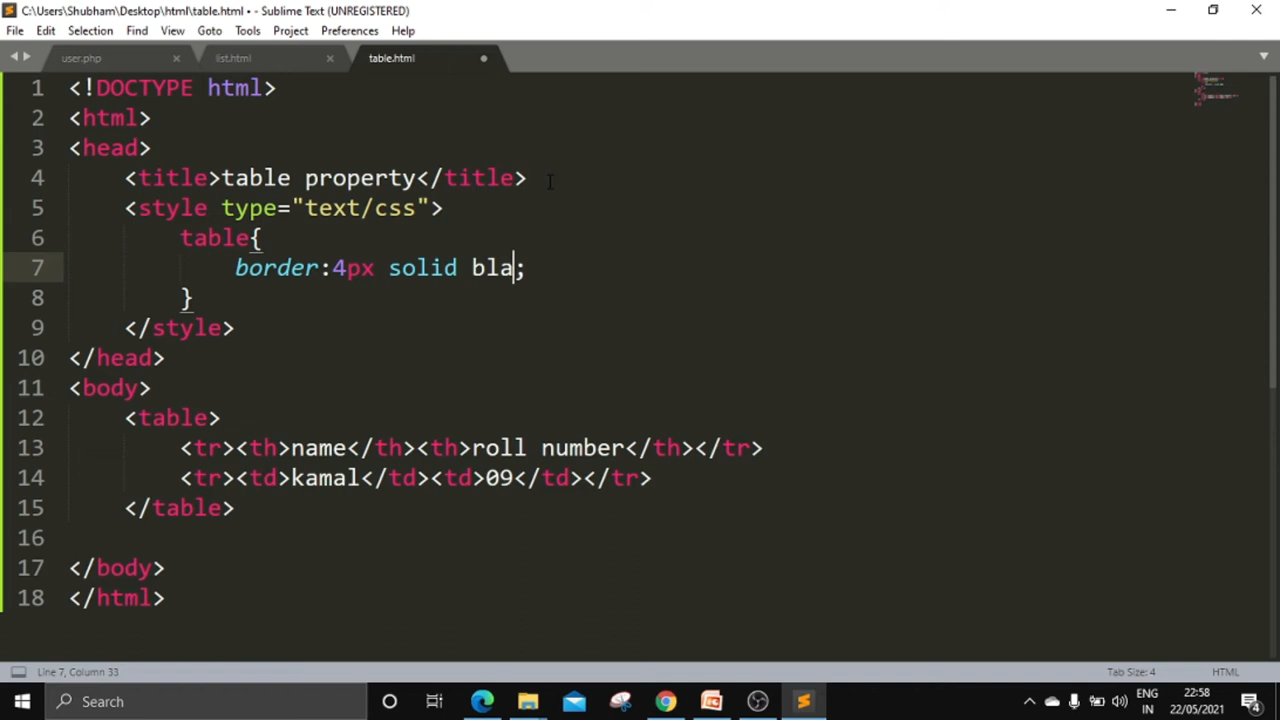 C:\Users\Shubham\Desktop\html\table.html • - Sublime Text (UNREGISTERED)
File Edit Selection Find View Goto Tools Project Preferences Help
user.php list.html table.html
1 <!DOCTYPE html>
2 <html>
3 <head>
4 <title>table property</title>
5 <style type="text/css">
6 table{
7 border:4px solid bla;
8 }
9 </style>
10 </head>
11 <body>
12 <table>
13 <tr><th>name</th><th>roll number</th></tr>
14 <tr><td>kamal</td><td>09</td></tr>
15 </table>
16
17 </body>
18 </html>
Line 7, Column 33 Tab Size: 4 HTML
Search ENG IN 22:58 22/05/2021 4